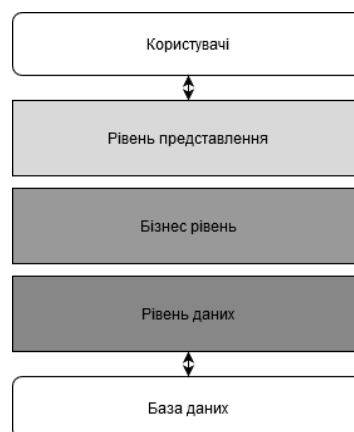 Користувачі
Рівень представлення
Бізнес рівень
Рівень даних
База даних